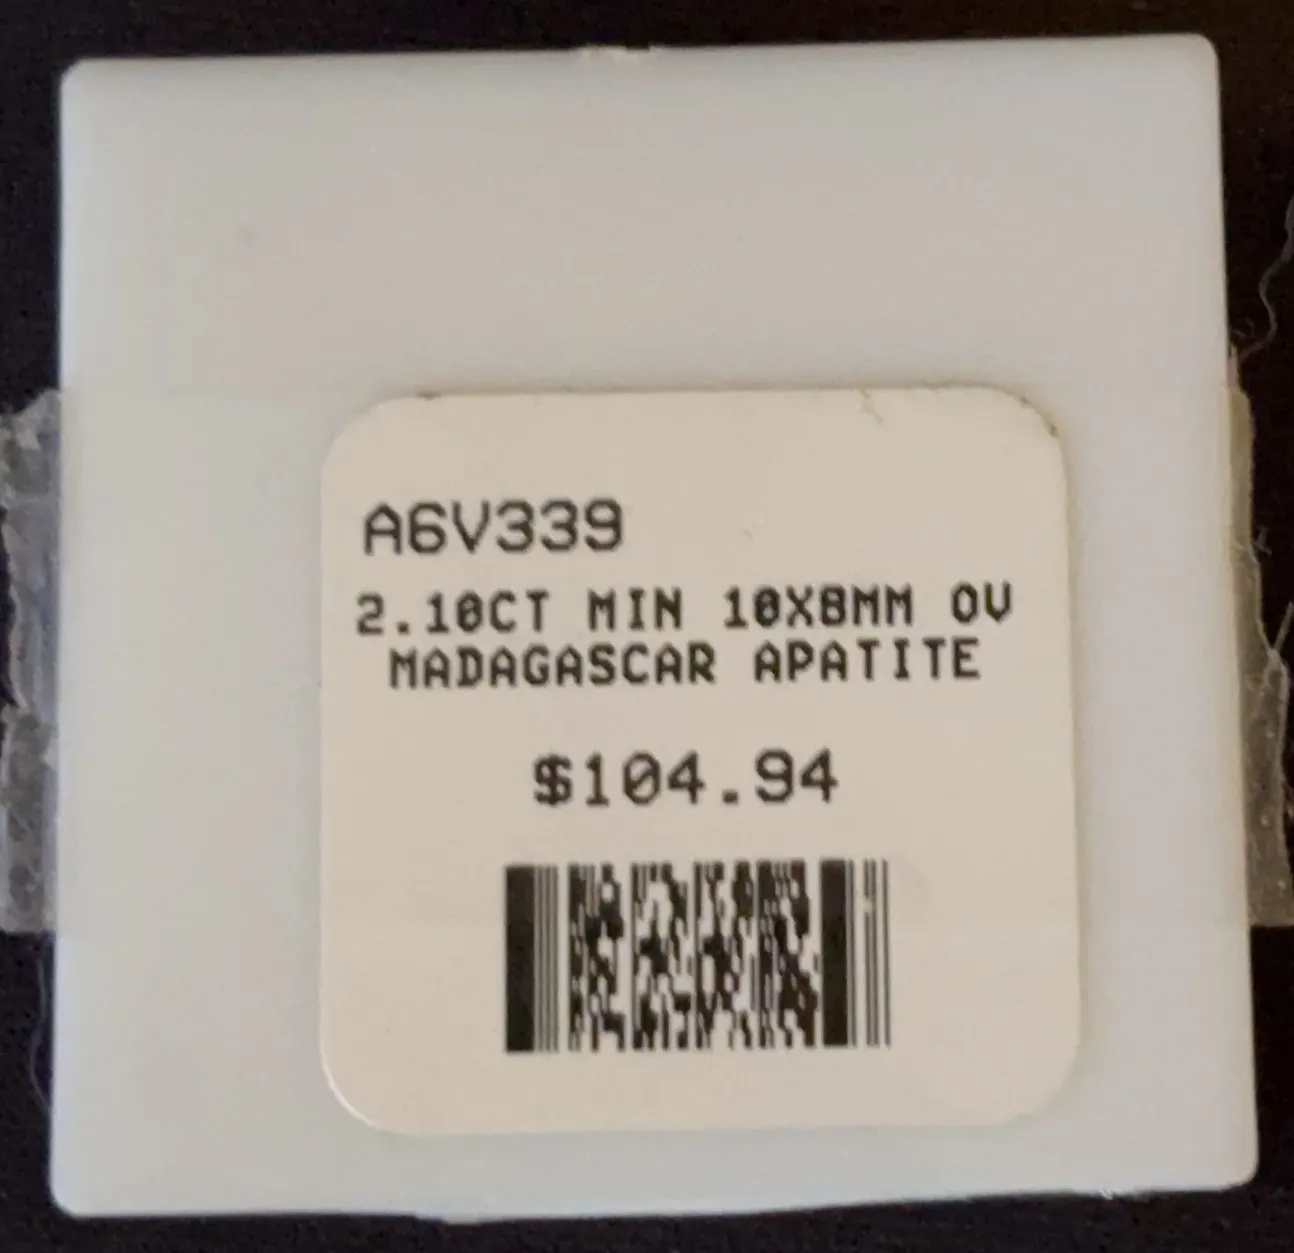 A6V339
2.10CT MIN 10X8MM OV
MADAGASCAR APATITE
$104.94